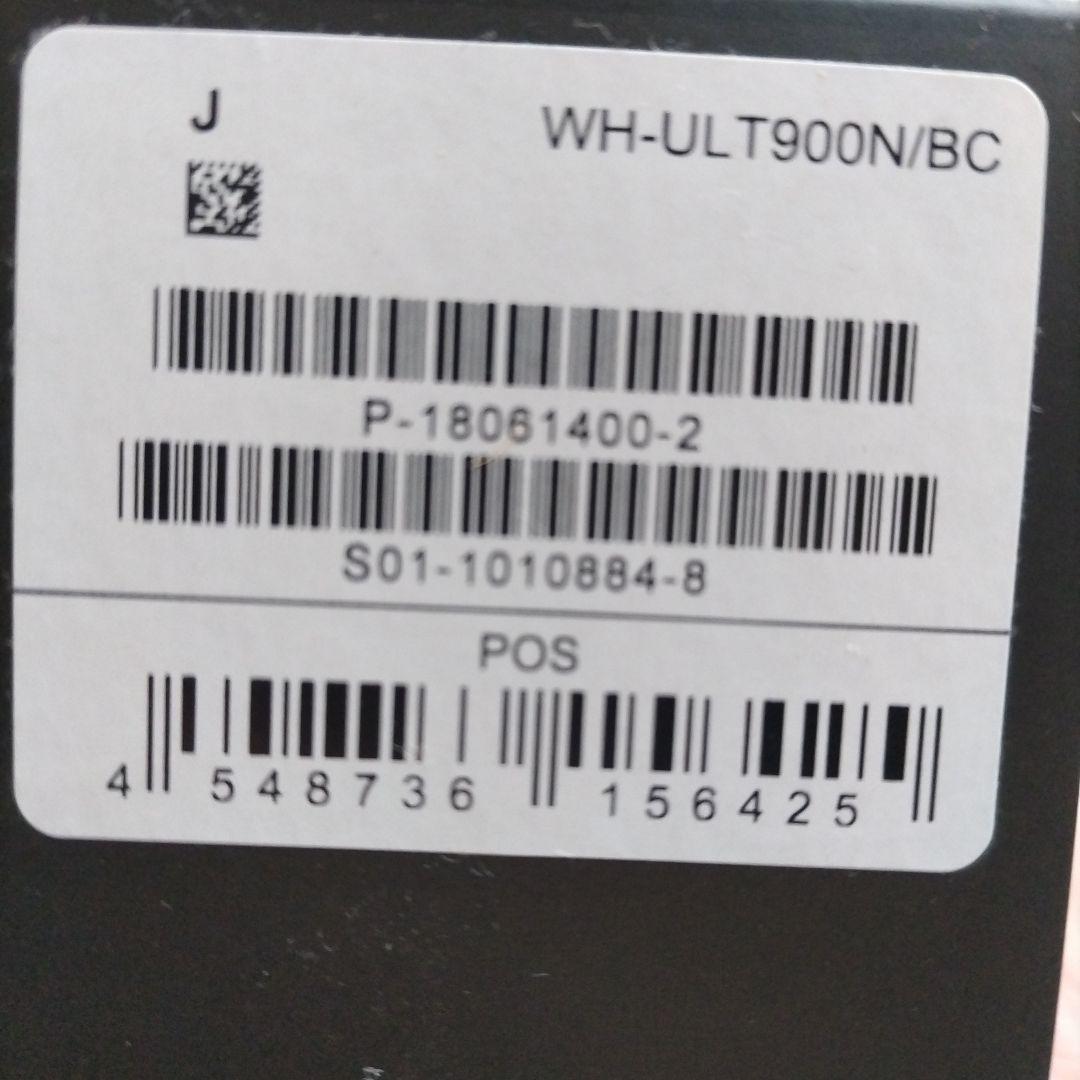 J
WH-ULT900N/BC
P-18061400-2
S01-1010884-8
POS
4 548736 156425